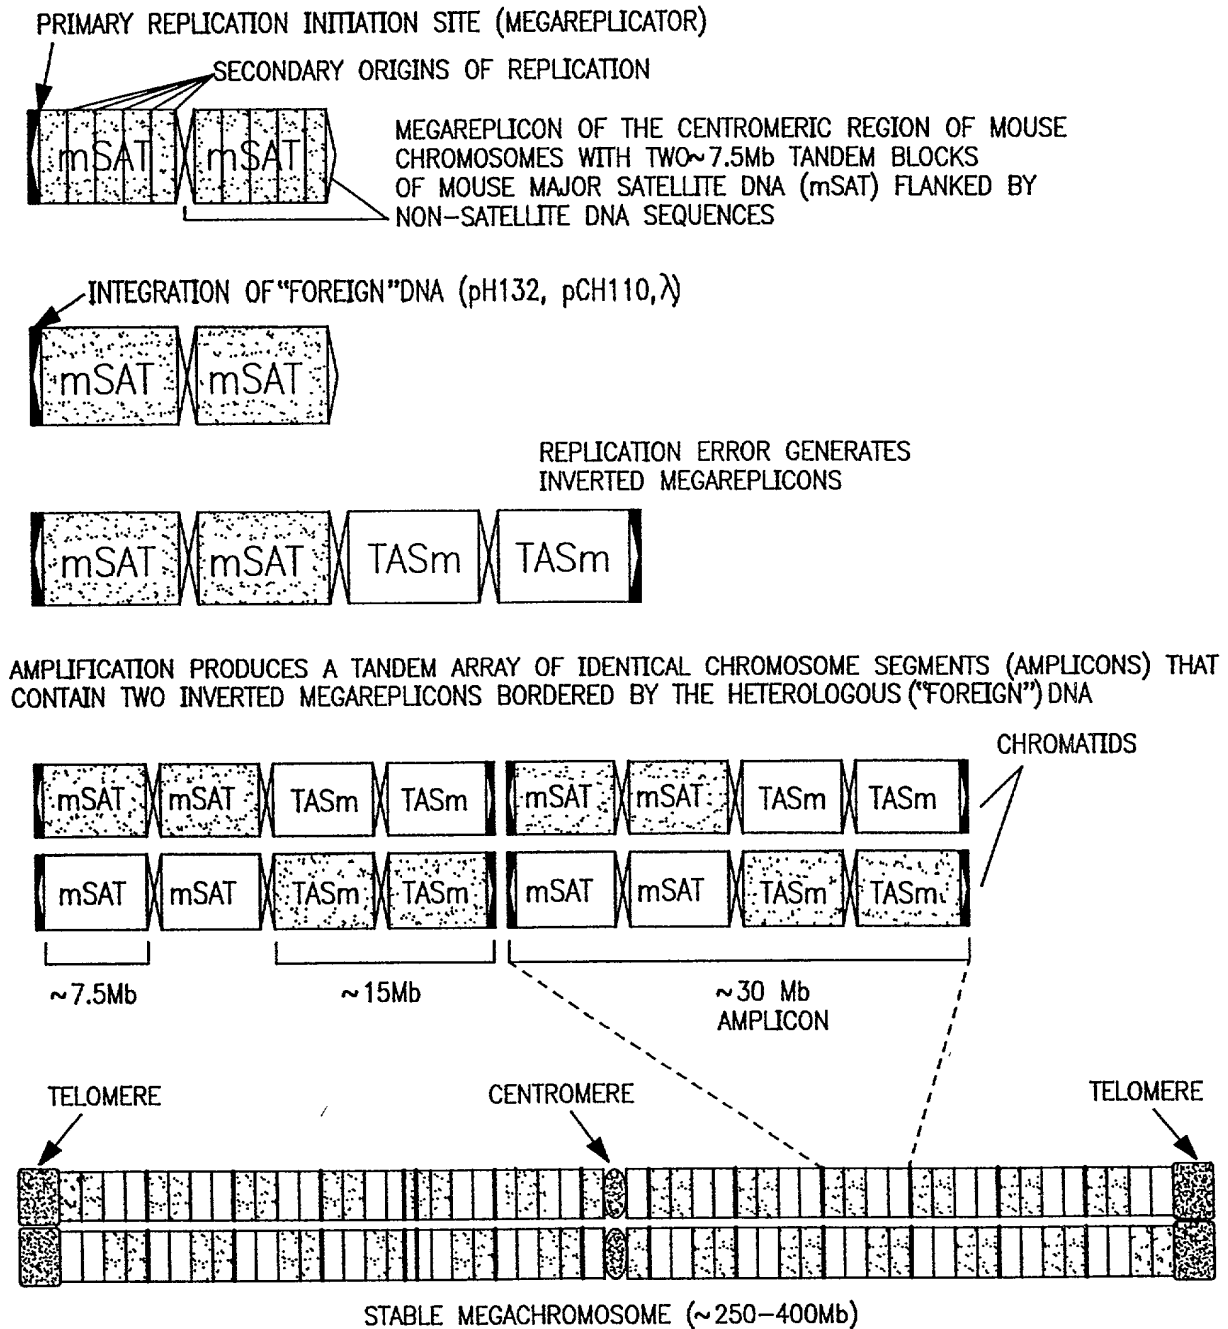 PRIMARY REPLICATION INITIATION SITE (MEGAREPLICATOR)
SECONDARY ORIGINS OF REPLICATION
mSAT mSAT
MEGAREPLICON OF THE CENTROMERIC REGION OF MOUSE
CHROMOSOMES WITH TWO~7.5Mb TANDEM BLOCKS
OF MOUSE MAJOR SATELLITE DNA (mSAT) FLANKED BY
NON-SATELLITE DNA SEQUENCES
INTEGRATION OF "FOREIGN" DNA (pH132, pCH110, λ)
mSAT mSAT
REPLICATION ERROR GENERATES
INVERTED MEGAREPLICONS
mSAT mSAT TASm TASm
AMPLIFICATION PRODUCES A TANDEM ARRAY OF IDENTICAL CHROMOSOME SEGMENTS (AMPLICONS) THAT
CONTAIN TWO INVERTED MEGAREPLICONS BORDERED BY THE HETEROLOGOUS ("FOREIGN") DNA
CHROMATIDS
mSAT mSAT TASm TASm mSAT mSAT TASm TASm
mSAT mSAT TASm TASm mSAT mSAT TASm TASm
~7.5Mb ~15Mb ~30 Mb
AMPLICON
TELOMERE CENTROMERE TELOMERE
STABLE MEGACHROMOSOME (~250-400Mb)